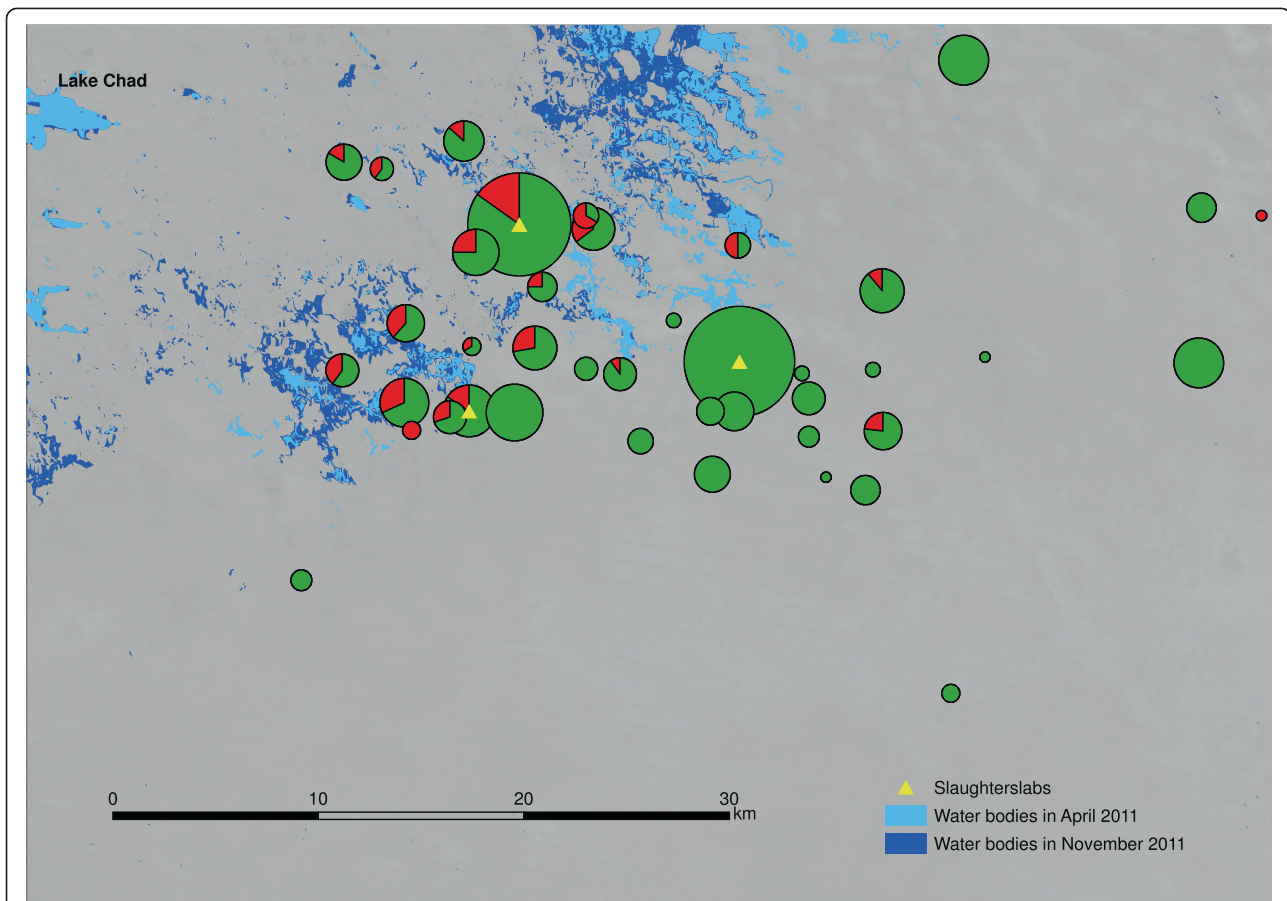 Lake Chad
0 10 20 30
km
Slaughterslabs
Water bodies in April 2011
Water bodies in November 2011